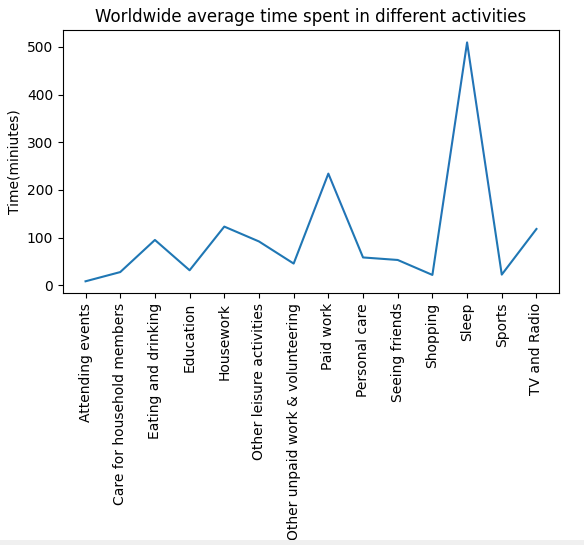 Worldwide average time spent in different activities
Time(miniutes)
500
400
300
200
100
0
Attending events
Care for household members
Eating and drinking
Education
Housework
Other leisure activities
Other unpaid work & volunteering
Paid work
Personal care
Seeing friends
Shopping
Sleep
Sports
TV and Radio